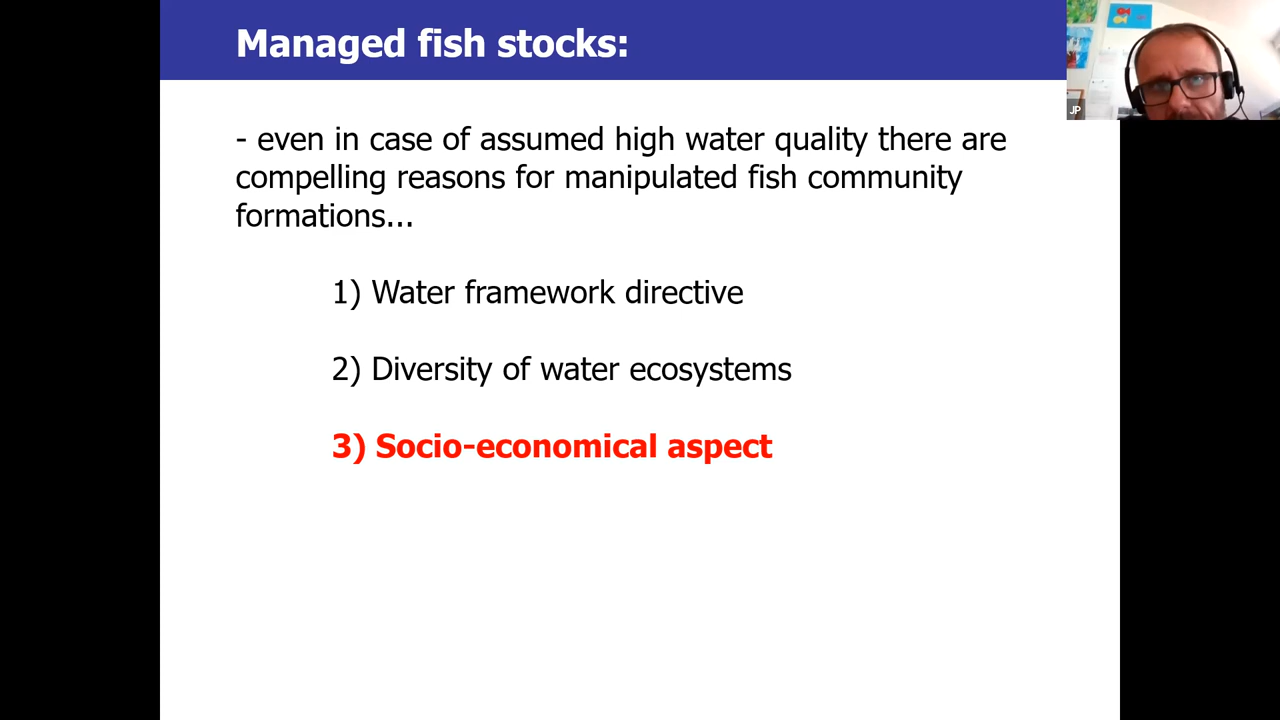 Managed fish stocks:
JP
- even in case of assumed high water quality there are
compelling reasons for manipulated fish community
formations...
1) Water framework directive
2) Diversity of water ecosystems
3) Socio-economical aspect